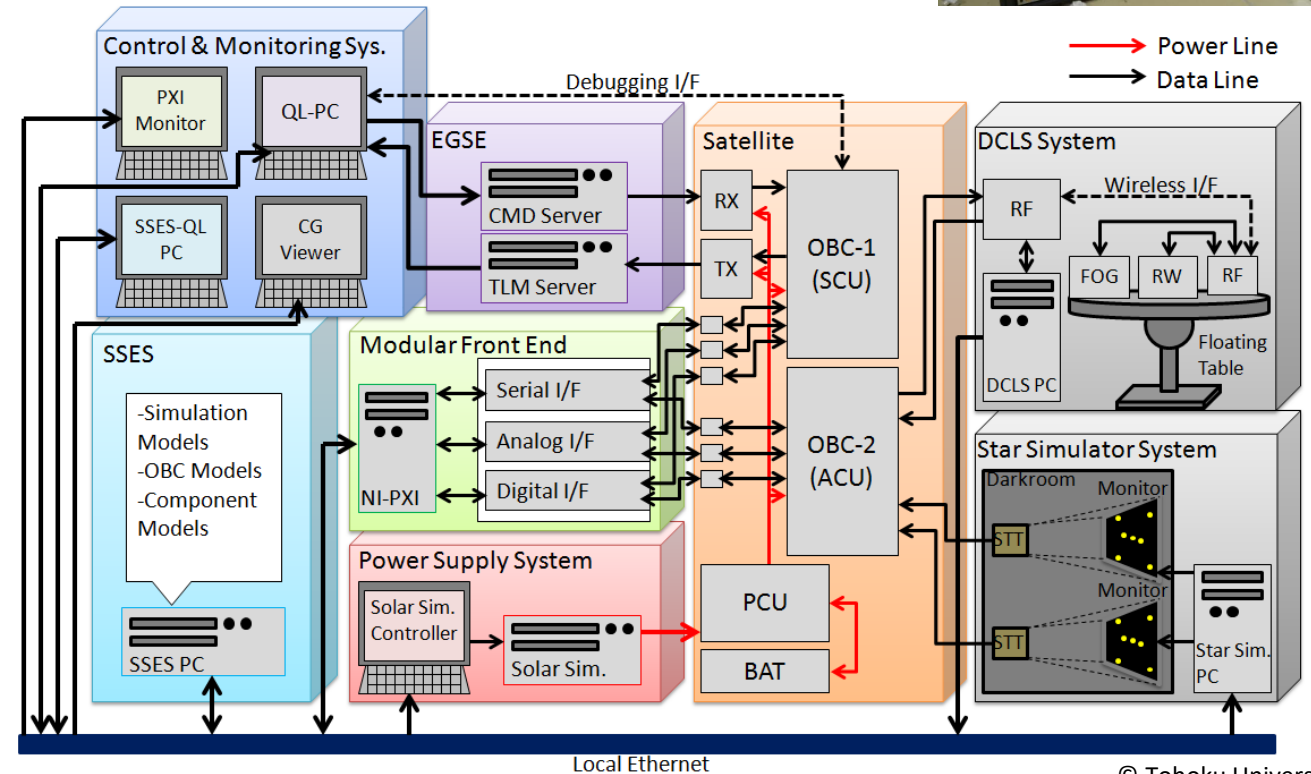 Control & Monitoring Sys.
PXI
Monitor
QL-PC
SSES-QL
PC
CG
Viewer
Debugging I/F
Power Line
Data Line
EGSE
CMD Server
TLM Server
Satellite
RX
TX
OBC-1
(SCU)
OBC-2
(ACU)
PCU
BAT
DCLS System
Wireless I/F
RF
FOG
RW
RF
Floating
Table
DCLS PC
SSES
-Simulation
Models
-OBC Models
-Component
Models
SSES PC
Modular Front End
Serial I/F
Analog I/F
Digital I/F
NI-PXI
Power Supply System
Solar Sim.
Controller
Solar Sim.
Star Simulator System
Darkroom
Monitor
STT
Monitor
STT
Star Sim.
PC
Local Ethernet
© Tohoku